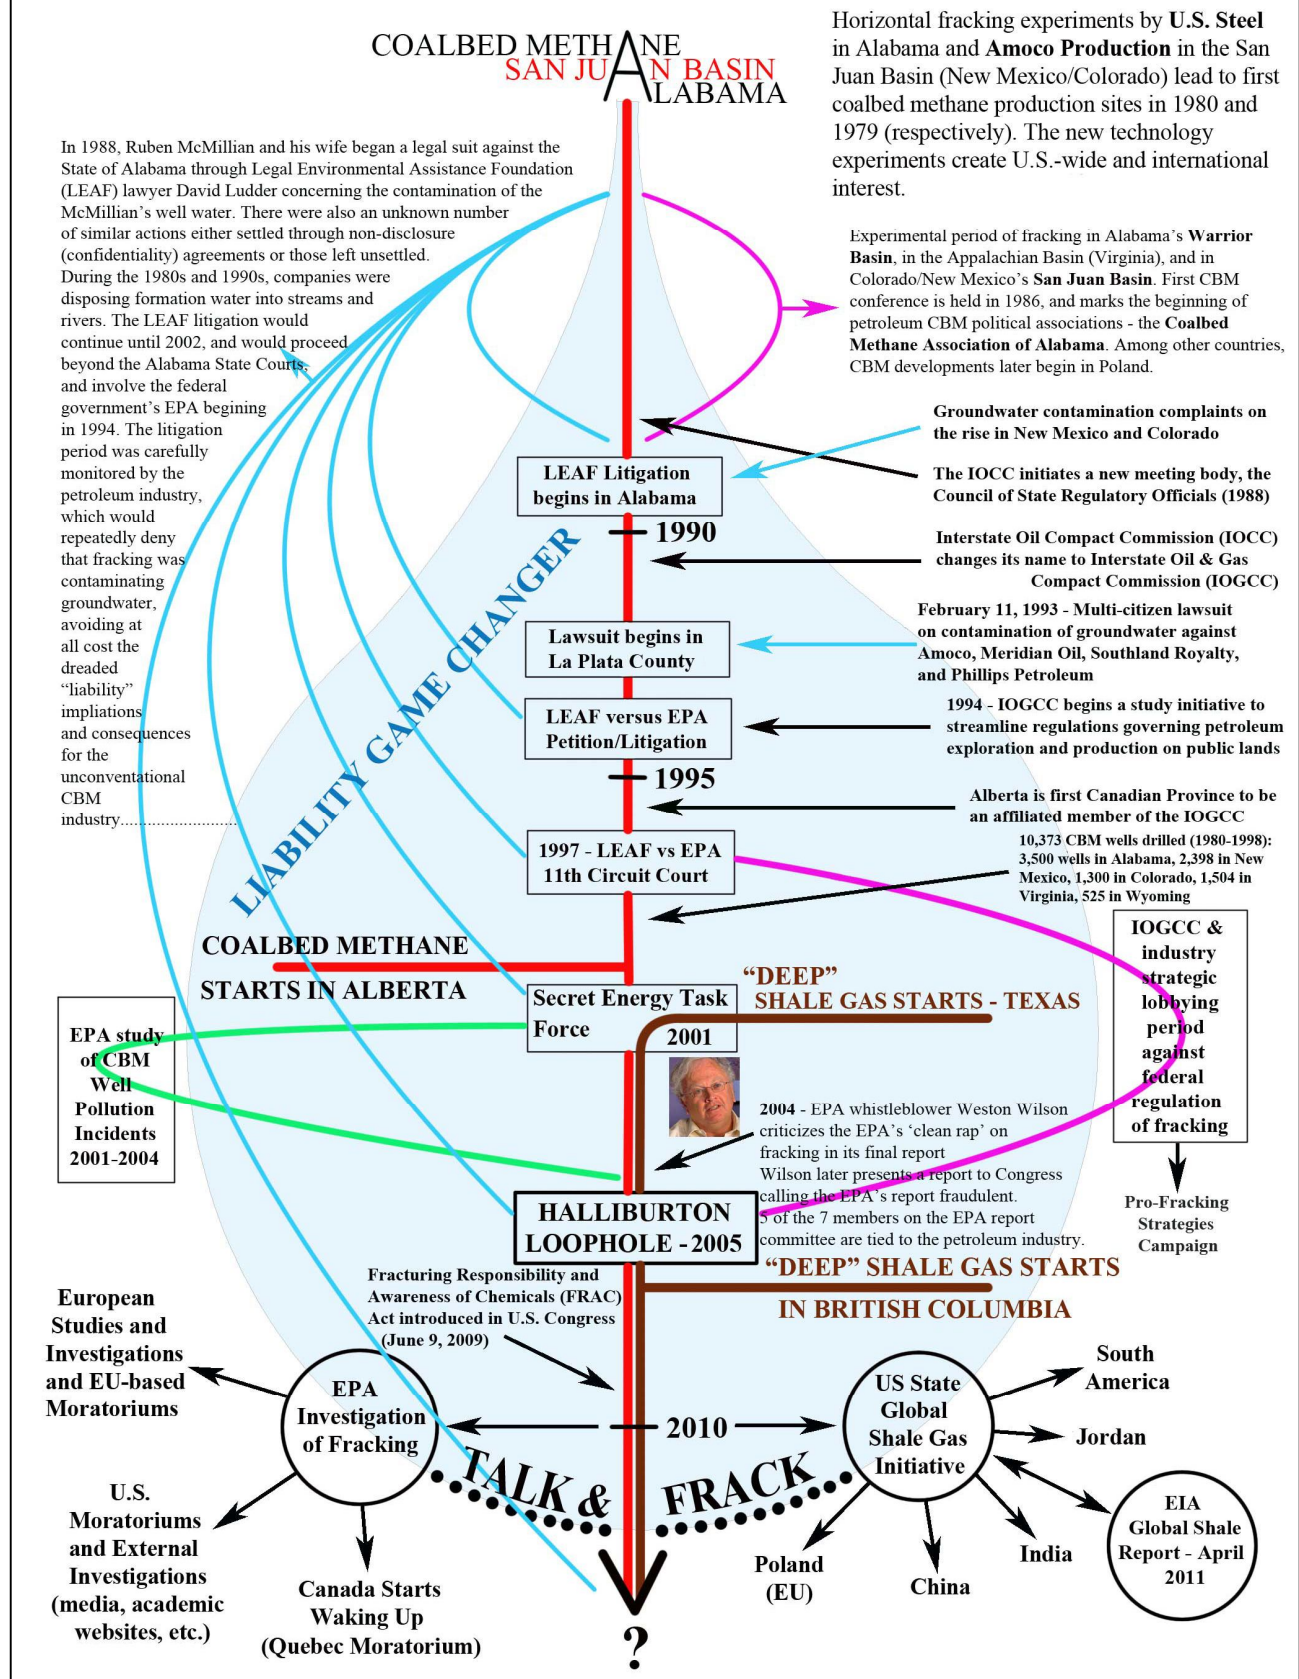 COALBED METHANE
SAN JUAN BASIN
ALABAMA
Horizontal fracking experiments by U.S. Steel
in Alabama and Amoco Production in the San
Juan Basin (New Mexico/Colorado) lead to first
coalbed methane production sites in 1980 and
1979 (respectively). The new technology
experiments create U.S.-wide and international
interest.
In 1988, Ruben McMillian and his wife began a legal suit against the
State of Alabama through Legal Environmental Assistance Foundation
(LEAF) lawyer David Ludder concerning the contamination of the
McMillian's well water. There were also an unknown number
of similar actions either settled through non-disclosure
(confidentiality) agreements or those left unsettled.
During the 1980s and 1990s, companies were
disposing formation water into streams and
rivers. The LEAF litigation would
continue until 2002, and would proceed
beyond the Alabama State Courts,
and involve the federal
government's EPA begining
in 1994. The litigation
period was carefully
monitored by the
petroleum industry,
which would
repeatedly deny
that fracking was
contaminating
groundwater,
avoiding at
all cost the
dreaded
“liability”
impliations
and consequences
for the
unconventional
CBM
industry..........................
Experimental period of fracking in Alabama's Warrior
Basin, in the Appalachian Basin (Virginia), and in
Colorado/New Mexico's San Juan Basin. First CBM
conference is held in 1986, and marks the beginning of
petroleum CBM political associations - the Coalbed
Methane Association of Alabama. Among other countries,
CBM developments later begin in Poland.
Groundwater contamination complaints on
the rise in New Mexico and Colorado
The IOCC initiates a new meeting body, the
Council of State Regulatory Officials (1988)
LEAF Litigation
begins in Alabama
1990
Interstate Oil Compact Commission (IOCC)
changes its name to Interstate Oil & Gas
Compact Commission (IOGCC)
LIABILITY GAME CHANGER
February 11, 1993 - Multi-citizen lawsuit
on contamination of groundwater against
Amoco, Meridian Oil, Southland Royalty,
and Phillips Petroleum
Lawsuit begins in
La Plata County
LEAF versus EPA
Petition/Litigation
1994 - IOGCC begins a study initiative to
streamline regulations governing petroleum
exploration and production on public lands
1995
Alberta is first Canadian Province to be
an affiliated member of the IOGCC
1997 - LEAF vs EPA
11th Circuit Court
10,373 CBM wells drilled (1980-1998):
3,500 wells in Alabama, 2,398 in New
Mexico, 1,300 in Colorado, 1,504 in
Virginia, 525 in Wyoming
COALBED METHANE
STARTS IN ALBERTA
IOGCC &
industry
strategic
lobbying
period
against
federal
regulation
of fracking
Pro-Fracking
Strategies
Campaign
“DEEP”
SHALE GAS STARTS - TEXAS
Secret Energy Task
Force
2001
EPA study
of CBM
Well
Pollution
Incidents
2001-2004
2004 - EPA whistleblower Weston Wilson
criticizes the EPA's ‘clean rap’ on
fracking in its final report
Wilson later presents a report to Congress
calling the EPA's report fraudulent.
5 of the 7 members on the EPA report
committee are tied to the petroleum industry.
HALLIBURTON
LOOPHOLE - 2005
“DEEP” SHALE GAS STARTS
IN BRITISH COLUMBIA
Fracturing Responsibility and
Awareness of Chemicals (FRAC)
Act introduced in U.S. Congress
(June 9, 2009)
European
Studies and
Investigations
and EU-based
Moratoriums
EPA
Investigation
of Fracking
2010
US State
Global
Shale Gas
Initiative
South
America
Jordan
TALK & FRACK
U.S.
Moratoriums
and External
Investigations
(media, academic
websites, etc.)
Canada Starts
Waking Up
(Quebec Moratorium)
Poland
(EU)
China
India
EIA
Global Shale
Report - April
2011
?